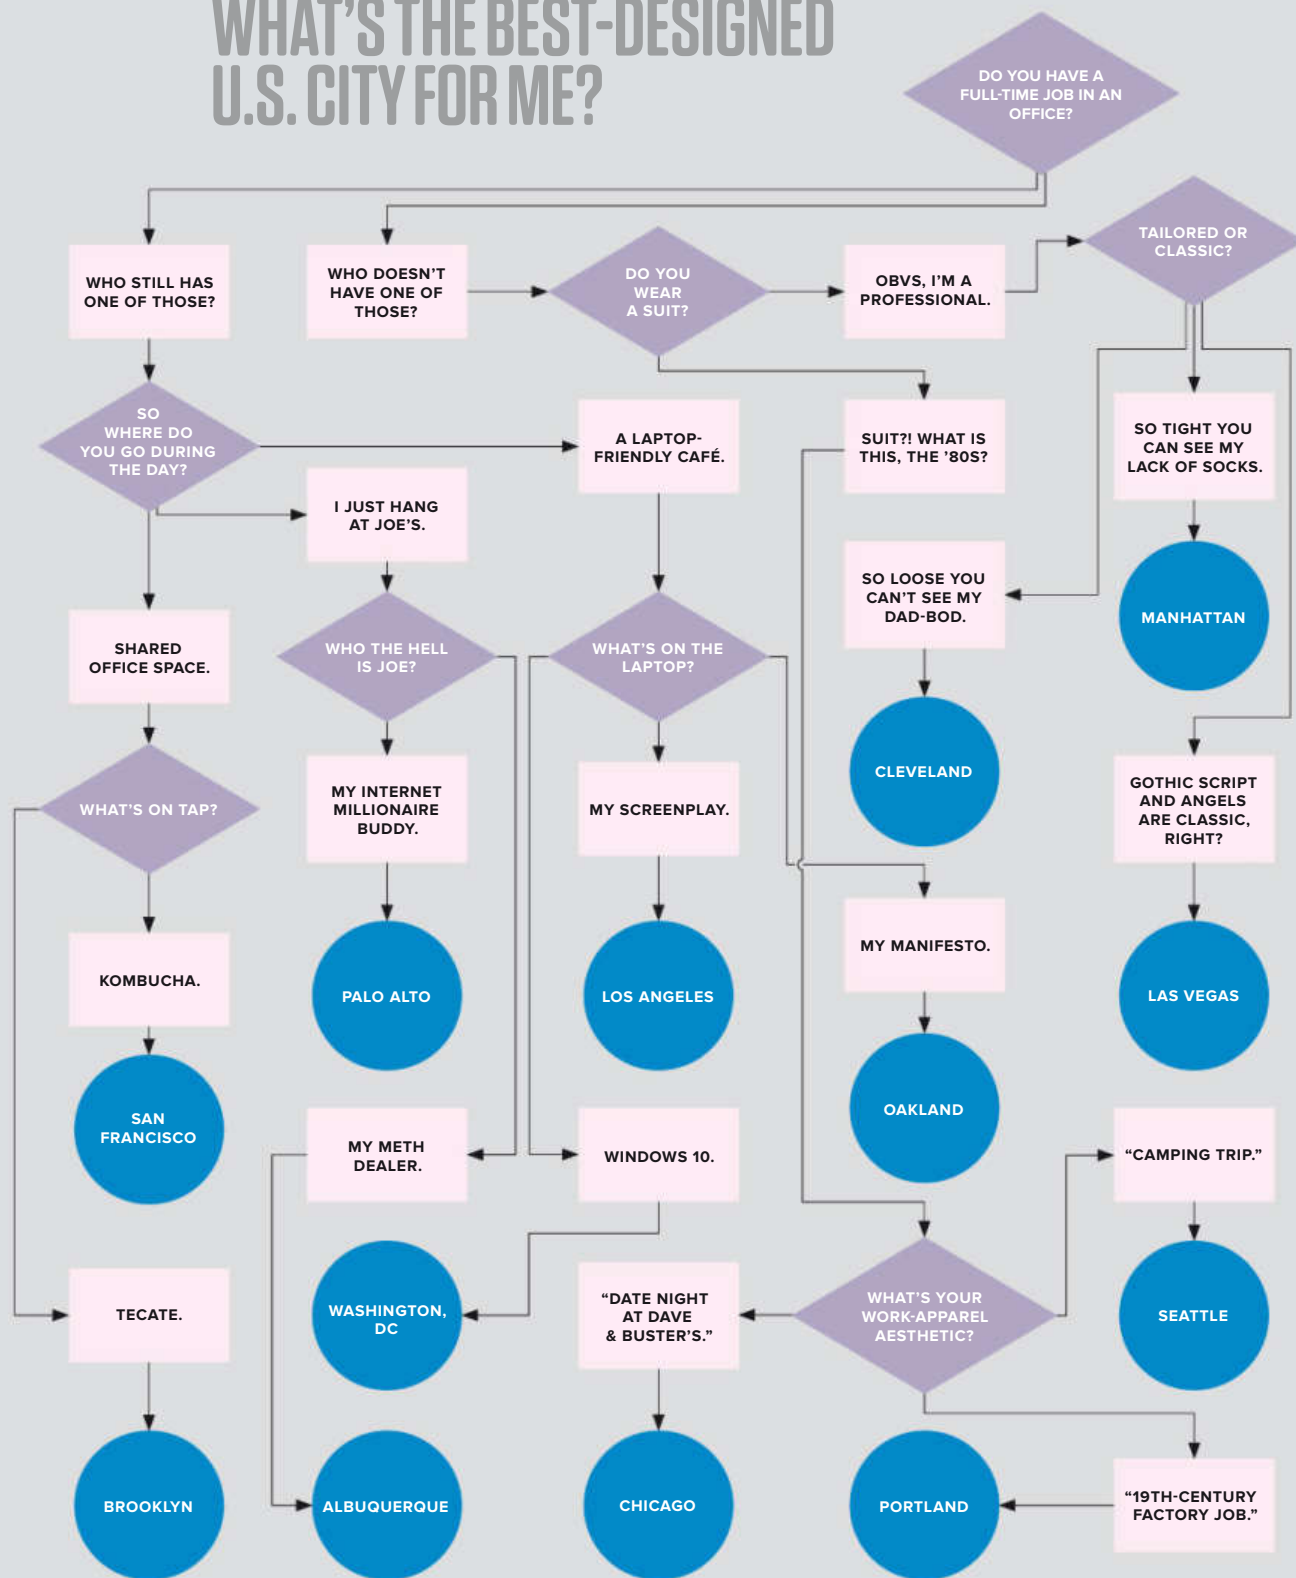 WHAT'S THE BEST-DESIGNED
U.S. CITY FOR ME?
DO YOU HAVE A
FULL-TIME JOB IN AN
OFFICE?
WHO STILL HAS
ONE OF THOSE?
WHO DOESN'T
HAVE ONE OF
THOSE?
DO YOU
WEAR
A SUIT?
OBVS, I'M A
PROFESSIONAL.
TAILORED OR
CLASSIC?
SO
WHERE DO
YOU GO DURING
THE DAY?
I JUST HANG
AT JOE'S.
A LAPTOP-
FRIENDLY CAFÉ.
SUIT?! WHAT IS
THIS, THE '80S?
SO TIGHT YOU
CAN SEE MY
LACK OF SOCKS.
SO LOOSE YOU
CAN'T SEE MY
DAD-BOD.
MANHATTAN
SHARED
OFFICE SPACE.
WHO THE HELL
IS JOE?
WHAT'S ON THE
LAPTOP?
CLEVELAND
WHAT'S ON TAP?
MY INTERNET
MILLIONAIRE
BUDDY.
MY SCREENPLAY.
GOTHIC SCRIPT
AND ANGELS
ARE CLASSIC,
RIGHT?
MY MANIFESTO.
KOMBUCHA.
PALO ALTO
LOS ANGELES
LAS VEGAS
SAN
FRANCISCO
OAKLAND
MY METH
DEALER.
WINDOWS 10.
"CAMPING TRIP."
TECATE.
WASHINGTON,
DC
"DATE NIGHT
AT DAVE
& BUSTER'S."
WHAT'S YOUR
WORK-APPAREL
AESTHETIC?
SEATTLE
BROOKLYN
ALBUQUERQUE
CHICAGO
PORTLAND
"19TH-CENTURY
FACTORY JOB."